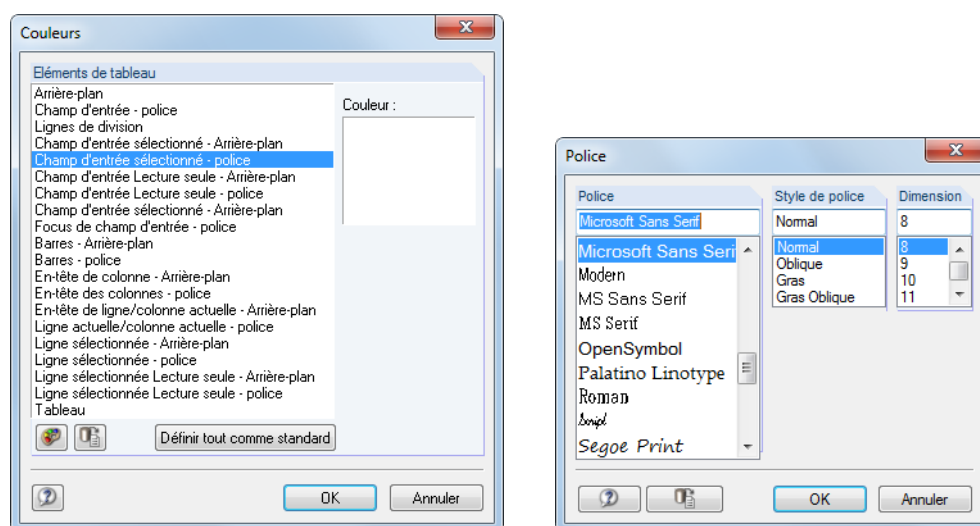 Couleurs
Eléments de tableau
Arrière-plan
Champ d'entrée - police
Lignes de division
Champ d'entrée sélectionné - Arrière-plan
Champ d'entrée sélectionné - police
Champ d'entrée Lecture seule - Arrière-plan
Champ d'entrée Lecture seule - police
Champ d'entrée sélectionné - Arrière-plan
Focus de champ d'entrée - police
Barres - Arrière-plan
Barres - police
En-tête de colonne - Arrière-plan
En-tête des colonnes - police
En-tête de ligne/colonne actuelle - Arrière-plan
Ligne actuelle/colonne actuelle - police
Ligne sélectionnée - Arrière-plan
Ligne sélectionnée - police
Ligne sélectionnée Lecture seule - Arrière-plan
Ligne sélectionnée Lecture seule - police
Tableau
Couleur :
Définir tout comme standard
OK
Annuler
Police
Police
Microsoft Sans Serif
Microsoft Sans Seri
Modern
MS Sans Serif
MS Serif
OpenSymbol
Palatino Linotype
Roman
Script
Segoe Print
Style de police
Normal
Normal
Oblique
Gras
Gras Oblique
Dimension
8
8
9
10
11
OK
Annuler